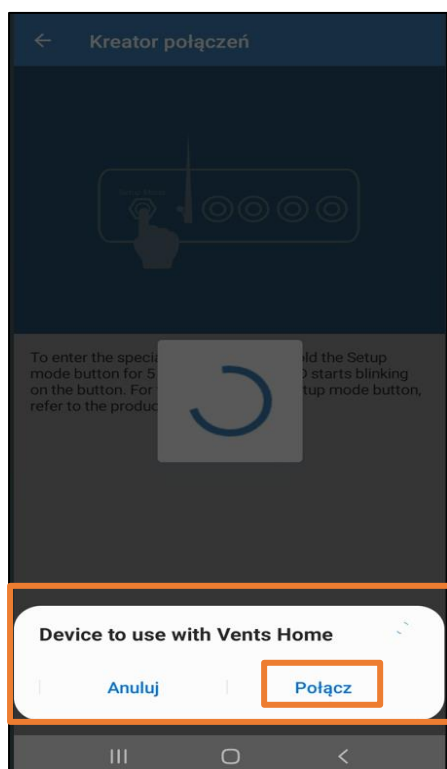 Kreator połączeń
To enter the speci ld the Setup
mode button for 5 starts blinking
on the button. For tup mode button,
refer to the produc
Device to use with Vents Home
Anuluj
Połącz